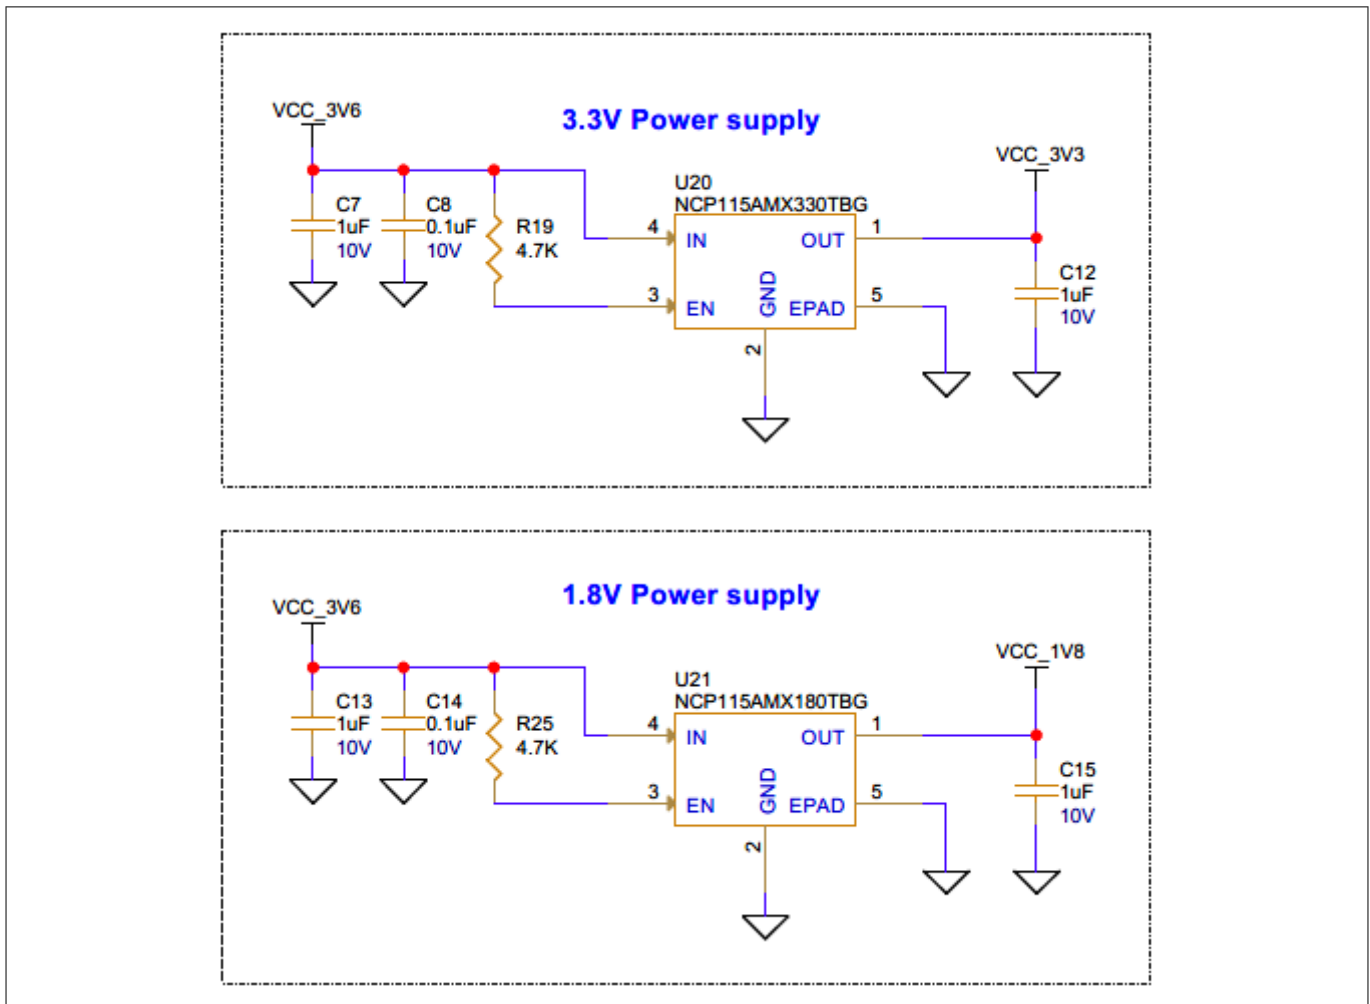 3.3V Power supply
VCC_3V6
VCC_3V3
C7
1uF
10V
C8
0.1uF
10V
R19
4.7K
U20
NCP115AMX330TBG
4
IN
OUT
1
3
EN
GND
EPAD
5
2
C12
1uF
10V
1.8V Power supply
VCC_3V6
VCC_1V8
C13
1uF
10V
C14
0.1uF
10V
R25
4.7K
U21
NCP115AMX180TBG
4
IN
OUT
1
3
EN
GND
EPAD
5
2
C15
1uF
10V